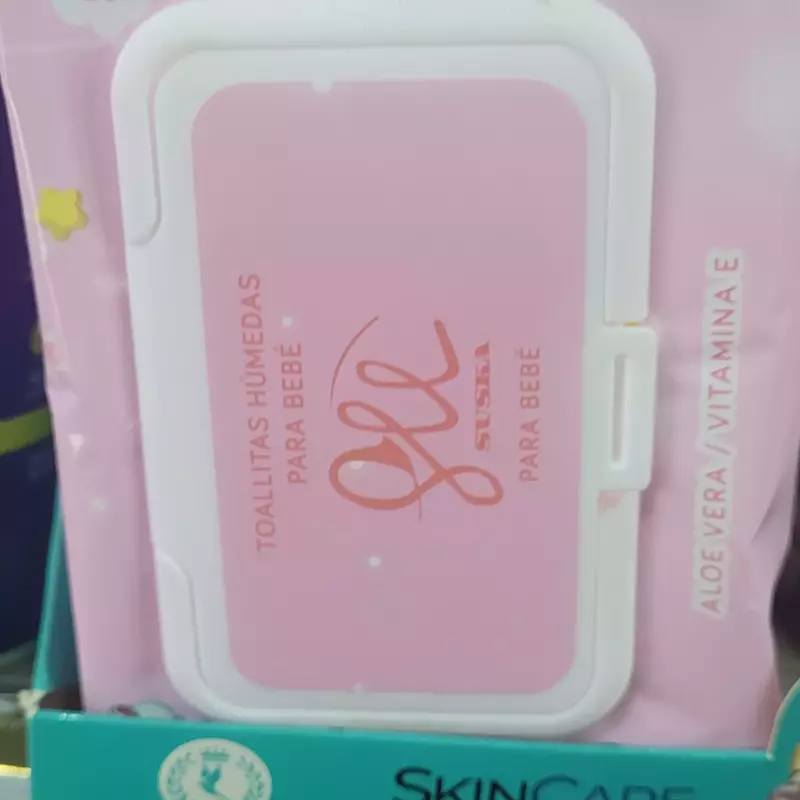 TOALLITAS HÚMEDAS
PARA BEBÉ
SUSKA
PARA BEBÉ
ALOE VERA / VITAMINA E
SKINCARE